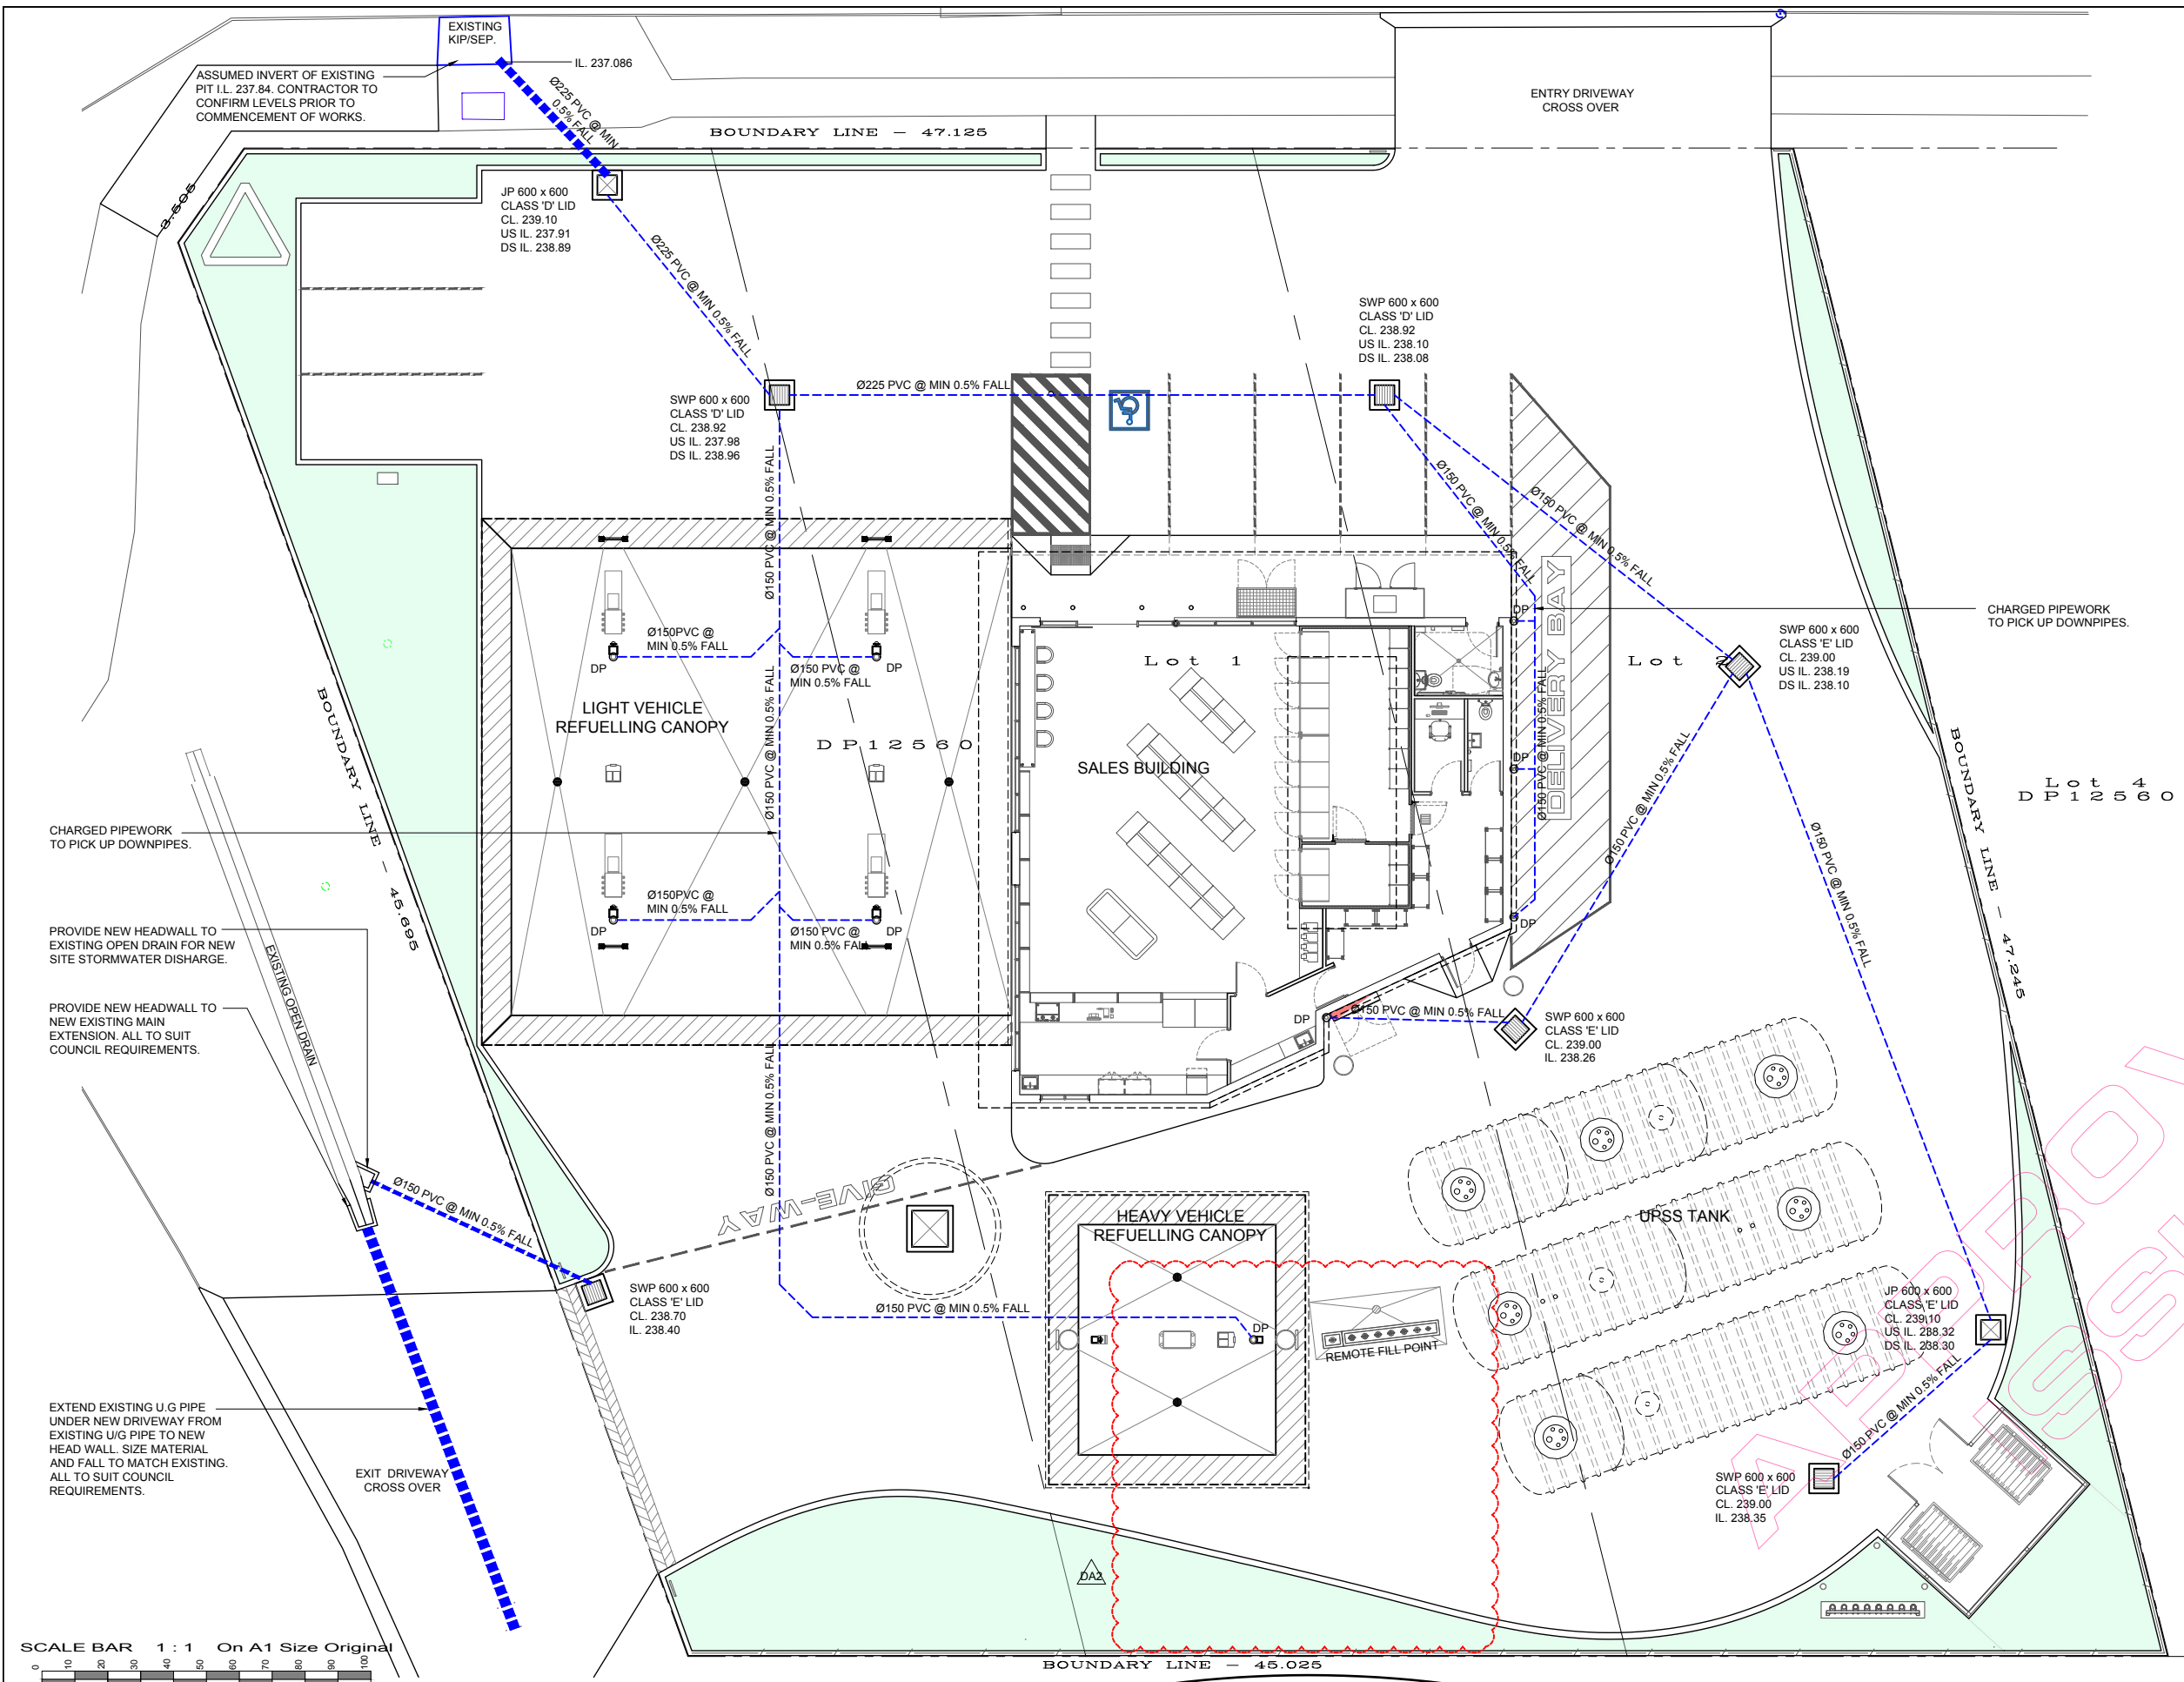 EXISTING
KIP/SEP.
IL. 237.086
ASSUMED INVERT OF EXISTING
PIT I.L. 237.84. CONTRACTOR TO
CONFIRM LEVELS PRIOR TO
COMMENCEMENT OF WORKS.
Ø225 PVC @ MIN
0.5% FALL
ENTRY DRIVEWAY
CROSS OVER
BOUNDARY LINE - 47.125
3.505
JP 600 x 600
CLASS 'D' LID
CL. 239.10
US IL. 237.91
DS IL. 238.89
Ø225 PVC @ MIN 0.5% FALL
SWP 600 x 600
CLASS 'D' LID
CL. 238.92
US IL. 238.10
DS IL. 238.08
Ø225 PVC @ MIN 0.5% FALL
SWP 600 x 600
CLASS 'D' LID
CL. 238.92
US IL. 237.98
DS IL. 238.96
Ø150 PVC @ MIN 0.5% FALL
Ø150 PVC @ MIN 0.5% FALL
Ø150 PVC @ MIN 0.5% FALL
DELIVERY BAY
DP
CHARGED PIPEWORK
TO PICK UP DOWNPIPES.
SWP 600 x 600
CLASS 'E' LID
CL. 239.00
US IL. 238.19
DS IL. 238.10
Ø150PVC @
MIN 0.5% FALL
DP
Ø150 PVC @
MIN 0.5% FALL
DP
Lot 1
Lot 2
LIGHT VEHICLE
REFUELLING CANOPY
Ø150 PVC @ MIN 0.5% FALL
DP12560
SALES BUILDING
DP
Ø150 PVC @ MIN 0.5% FALL
Ø150 PVC @ MIN 0.5% FALL
BOUNDARY LINE - 47.245
Lot 4
DP12560
BOUNDARY LINE - 45.695
CHARGED PIPEWORK
TO PICK UP DOWNPIPES.
Ø150 PVC @ MIN 0.5% FALL
Ø150PVC @
MIN 0.5% FALL
DP
Ø150 PVC @
MIN 0.5% FALL
DP
DP
PROVIDE NEW HEADWALL TO
EXISTING OPEN DRAIN FOR NEW
SITE STORMWATER DISHARGE.
EXISTING OPEN DRAIN
PROVIDE NEW HEADWALL TO
NEW EXISTING MAIN
EXTENSION. ALL TO SUIT
COUNCIL REQUIREMENTS.
DP
Ø150 PVC @ MIN 0.5% FALL
SWP 600 x 600
CLASS 'E' LID
CL. 239.00
IL. 238.26
Ø150 PVC @ MIN 0.5% FALL
Ø150 PVC @ MIN 0.5% FALL
GIVE-WAY
HEAVY VEHICLE
REFUELLING CANOPY
UPSS TANK
SWP 600 x 600
CLASS 'E' LID
CL. 238.70
IL. 238.40
Ø150 PVC @ MIN 0.5% FALL
DP
REMOTE FILL POINT
JP 600 x 600
CLASS 'E' LID
CL. 239.10
US IL. 238.32
DS IL. 238.30
Ø150 PVC @ MIN 0.5% FALL
EXTEND EXISTING U.G PIPE
UNDER NEW DRIVEWAY FROM
EXISTING U/G PIPE TO NEW
HEAD WALL. SIZE MATERIAL
AND FALL TO MATCH EXISTING.
ALL TO SUIT COUNCIL
REQUIREMENTS.
EXIT DRIVEWAY
CROSS OVER
SWP 600 x 600
CLASS 'E' LID
CL. 239.00
IL. 238.35
DA2
SCALE BAR 1 : 1 On A1 Size Original
0 10 20 30 40 50 60 70 80 90 100
BOUNDARY LINE - 45.025